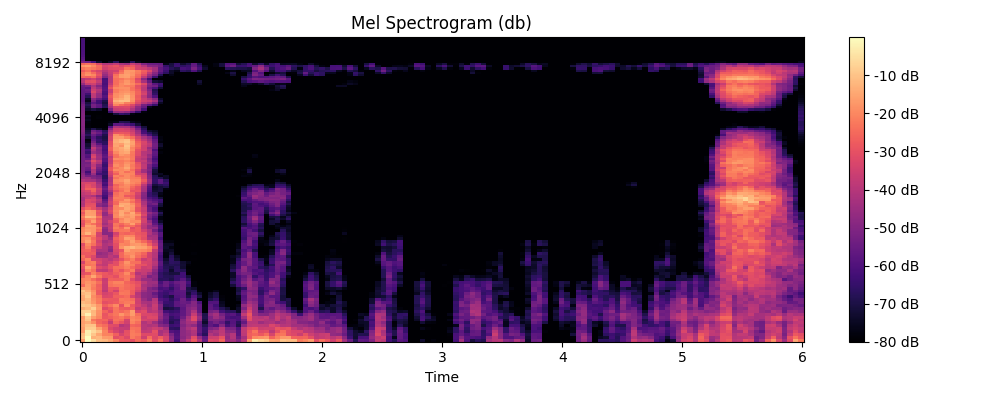 Mel Spectrogram (db)
8192
4096
2048
1024
512
0
Hz
0 1 2 3 4 5 6
Time
-10 dB
-20 dB
-30 dB
-40 dB
-50 dB
-60 dB
-70 dB
-80 dB